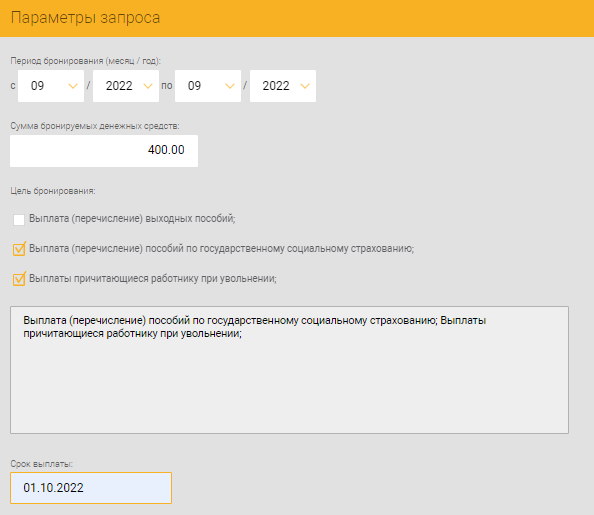 Параметры запроса
Период бронирования (месяц / год):
с 09 / 2022 по 09 / 2022
Сумма бронируемых денежных средств:
400.00
Цель бронирования:
Выплата (перечисление) выходных пособий;
Выплата (перечисление) пособий по государственному социальному страхованию;
Выплаты причитающиеся работнику при увольнении;
Выплата (перечисление) пособий по государственному социальному страхованию; Выплаты
причитающиеся работнику при увольнении;
Срок выплаты:
01.10.2022